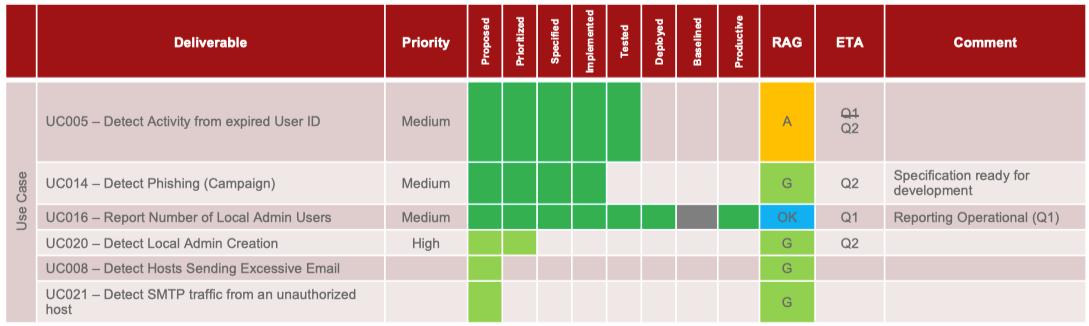 Deliverable Priority Proposed Prioritized Specified Implemented Tested Deployed Baselined Productive RAG ETA Comment
Use Case
UC005 – Detect Activity from expired User ID Medium A Q1
Q2
UC014 – Detect Phishing (Campaign) Medium G Q2 Specification ready for
development
UC016 – Report Number of Local Admin Users Medium OK Q1 Reporting Operational (Q1)
UC020 – Detect Local Admin Creation High G Q2
UC008 – Detect Hosts Sending Excessive Email G
UC021 – Detect SMTP traffic from an unauthorized
host G